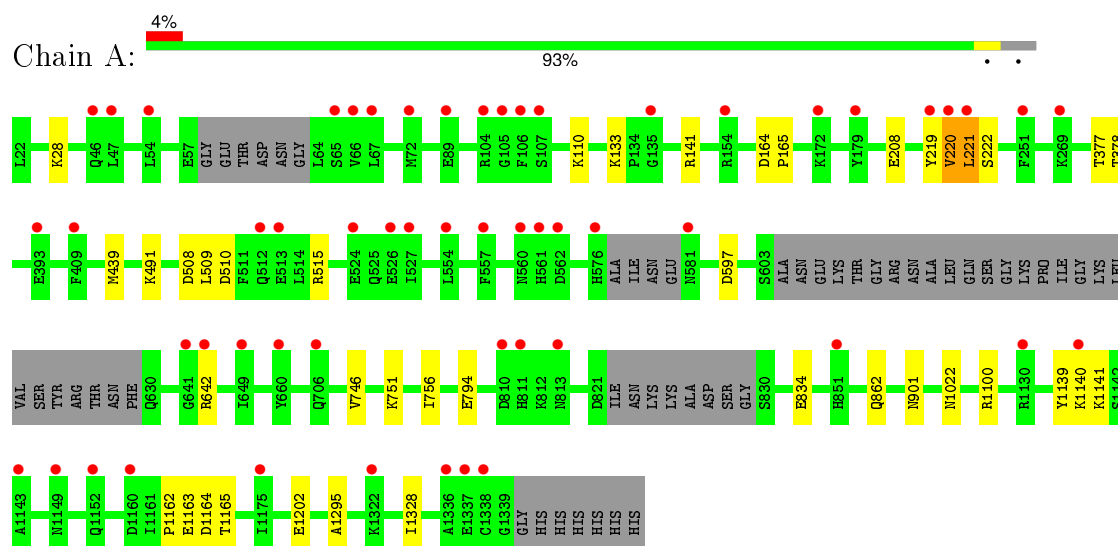 4%
Chain A:
93%
L22 K28 Q46 L47 L54 E57 GLY GLU THR ASP ASN GLY L64 S65 V66 L67 M72 E89 R104 G105 F106 S107 K110 K133 P134 G135 R141 R154 D164 P165 K172 Y179 E208 Y219 V220 L221 S222 F251 K269 T377
E393 F409 M439 K491 D508 L509 D510 F511 Q512 E513 L514 R515 E524 Q525 E526 I527 L554 F557 N560 H561 D562 H576 ALA ILE ASN GLU N581 D597 S603 ALA ASN GLU LYS THR GLY ARG ASN ALA LEU GLN SER GLY LYS PRO ILE GLY LYS
VAL SER TYR ARG THR ASN PHE Q630 G641 R642 I649 Y660 Q706 V746 K751 I756 E794 D810 H811 K812 N813 D821 ILE ASN LYS LYS ALA ASP SER GLY S830 E834 H851 Q862 N901 N1022 R1100 R1130 Y1139 K1140 K1141
A1143 N1149 Q1152 D1160 I1161 P1162 E1163 D1164 T1165 I1175 E1202 A1295 K1322 I1328 A1336 E1337 C1338 G1339 GLY HIS HIS HIS HIS HIS HIS